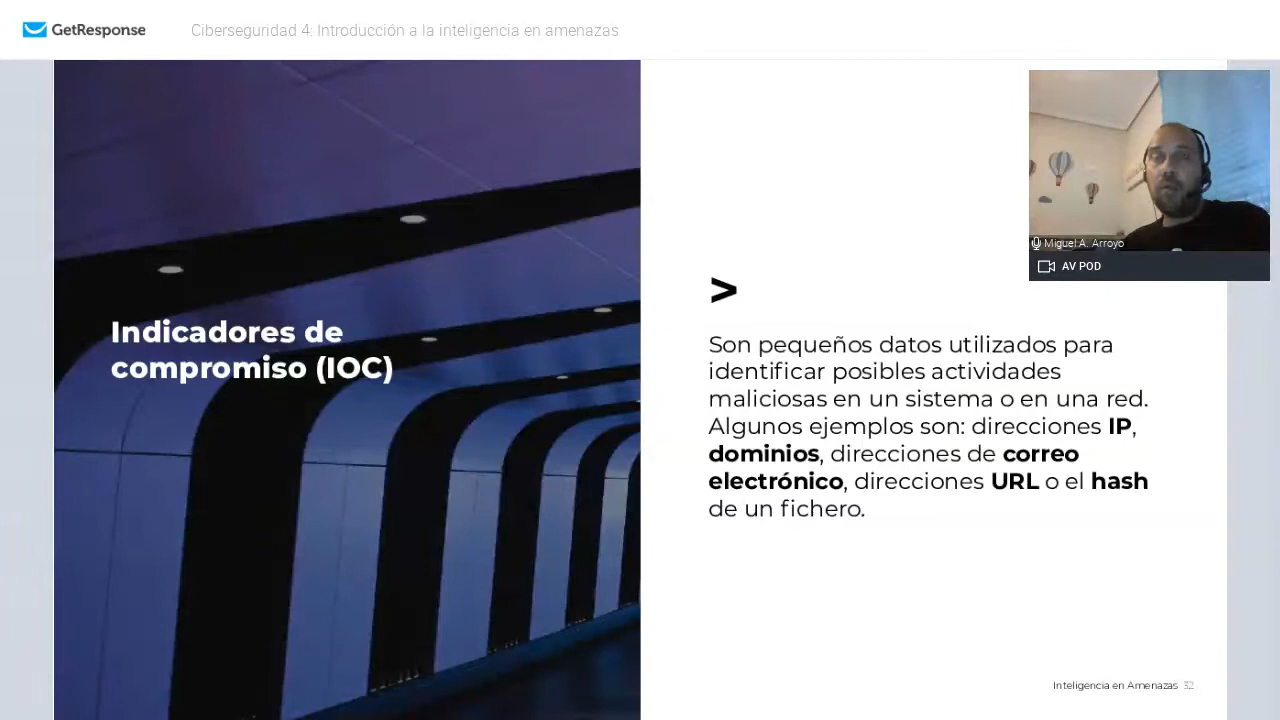 GetResponse
Ciberseguridad 4: Introducción a la inteligencia en amenazas
Miguel A. Arroyo
AV POD
Indicadores de
compromiso (IOC)
>
Son pequeños datos utilizados para
identificar posibles actividades
maliciosas en un sistema o en una red.
Algunos ejemplos son: direcciones IP,
dominios, direcciones de correo
electrónico, direcciones URL o el hash
de un fichero.
Inteligencia en Amenazas 32